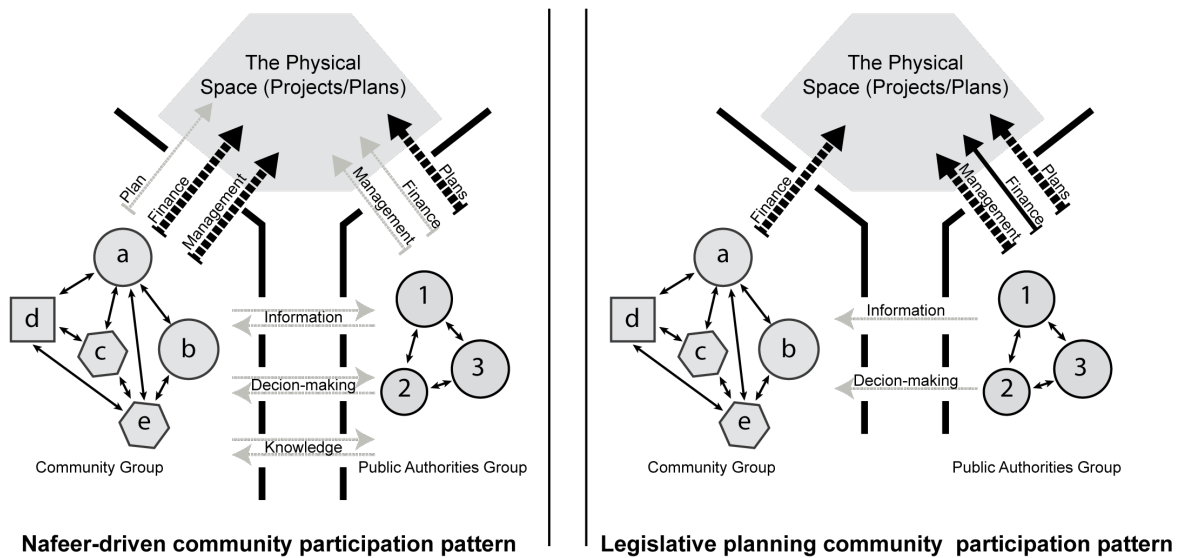 The Physical
Space (Projects/Plans)
Plan
Finance
Management
Management
Finance
Plans
a
d
c
b
e
1
2
3
Information
Decion-making
Knowledge
Community Group
Public Authorities Group
Nafeer-driven community participation pattern
The Physical
Space (Projects/Plans)
Finance
Management
Finance
Plans
a
d
c
b
e
1
2
3
Information
Decion-making
Community Group
Public Authorities Group
Legislative planning community participation pattern